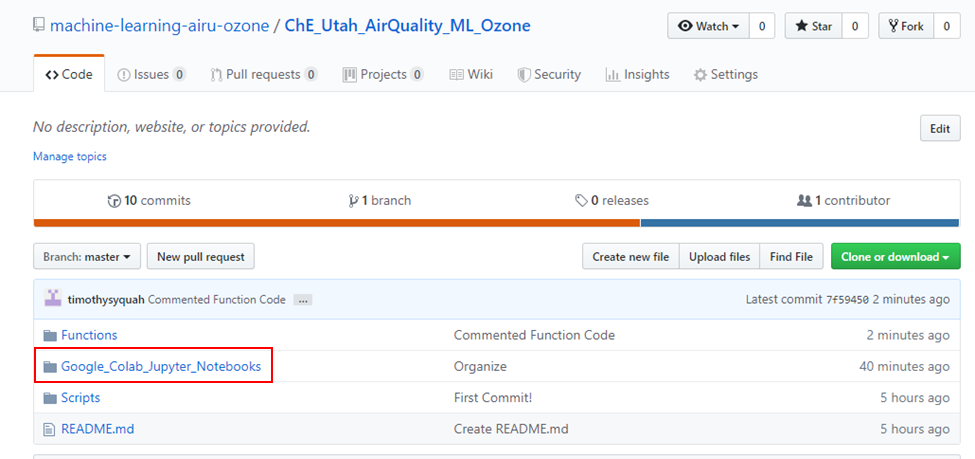 machine-learning-airu-ozone / ChE_Utah_AirQuality_ML_Ozone Watch 0 Star 0 Fork 0
Code Issues 0 Pull requests 0 Projects 0 Wiki Security Insights Settings
No description, website, or topics provided. Edit
Manage topics
10 commits 1 branch 0 releases 1 contributor
Branch: master New pull request Create new file Upload files Find File Clone or download
timothysyquah Commented Function Code ... Latest commit 7f59450 2 minutes ago
Functions Commented Function Code 2 minutes ago
Google_Colab_Jupyter_Notebooks Organize 40 minutes ago
Scripts First Commit! 5 hours ago
README.md Create README.md 5 hours ago